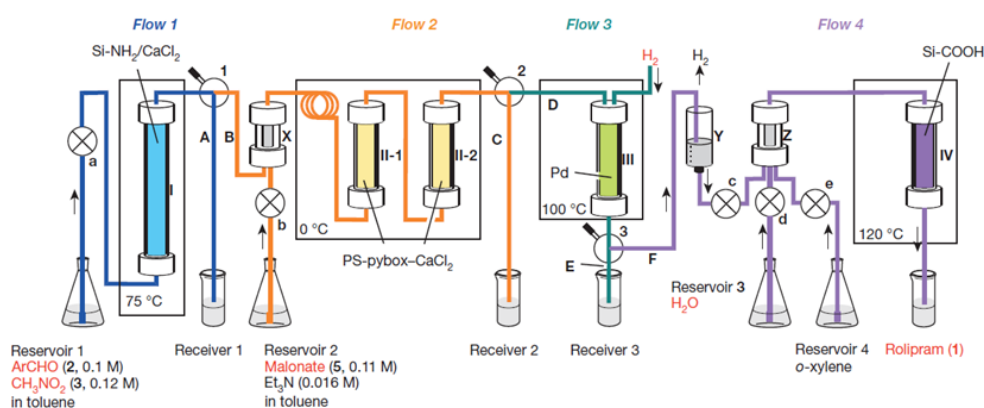 Flow 1
Flow 2
Flow 3
Flow 4
Si-NH₂/CaCl₂
1
2
H₂
H₂
Si-COOH
A
B
X
C
D
Y
Z
a
I
II-1
II-2
Pd
III
IV
b
c
d
e
75 °C
0 °C
100 °C
120 °C
PS-pybox–CaCl₂
3
E
F
Reservoir 3
H₂O
Reservoir 1
ArCHO (2, 0.1 M)
CH₃NO₂ (3, 0.12 M)
in toluene
Receiver 1
Reservoir 2
Malonate (5, 0.11 M)
Et₃N (0.016 M)
in toluene
Receiver 2
Receiver 3
Reservoir 4
o-xylene
Rolipram (1)